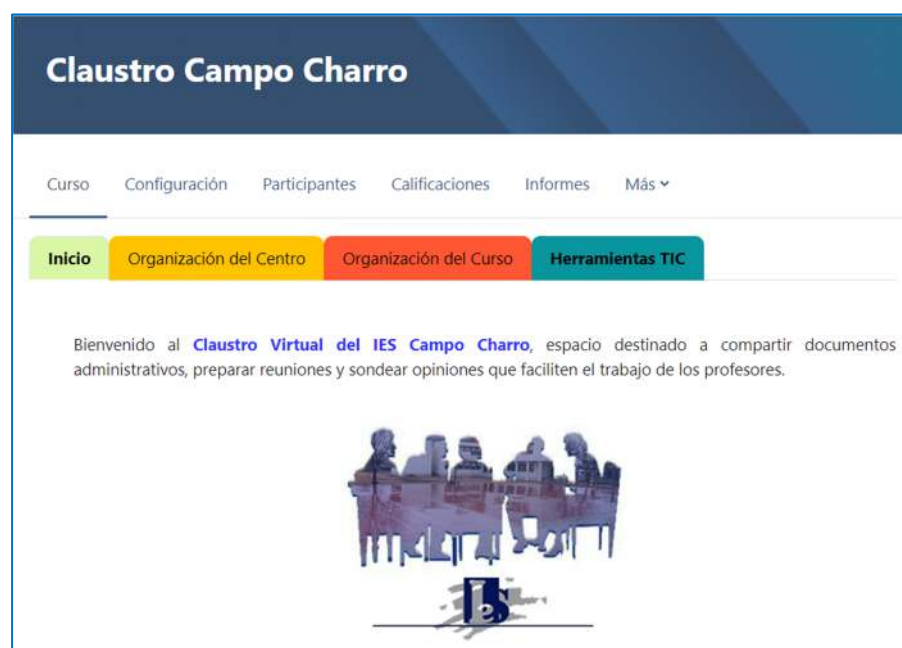 Claustro Campo Charro
Curso Configuración Participantes Calificaciones Informes Más
Inicio Organización del Centro Organización del Curso Herramientas TIC
Bienvenido al Claustro Virtual del IES Campo Charro, espacio destinado a compartir documentos
administrativos, preparar reuniones y sondear opiniones que faciliten el trabajo de los profesores.
IeS